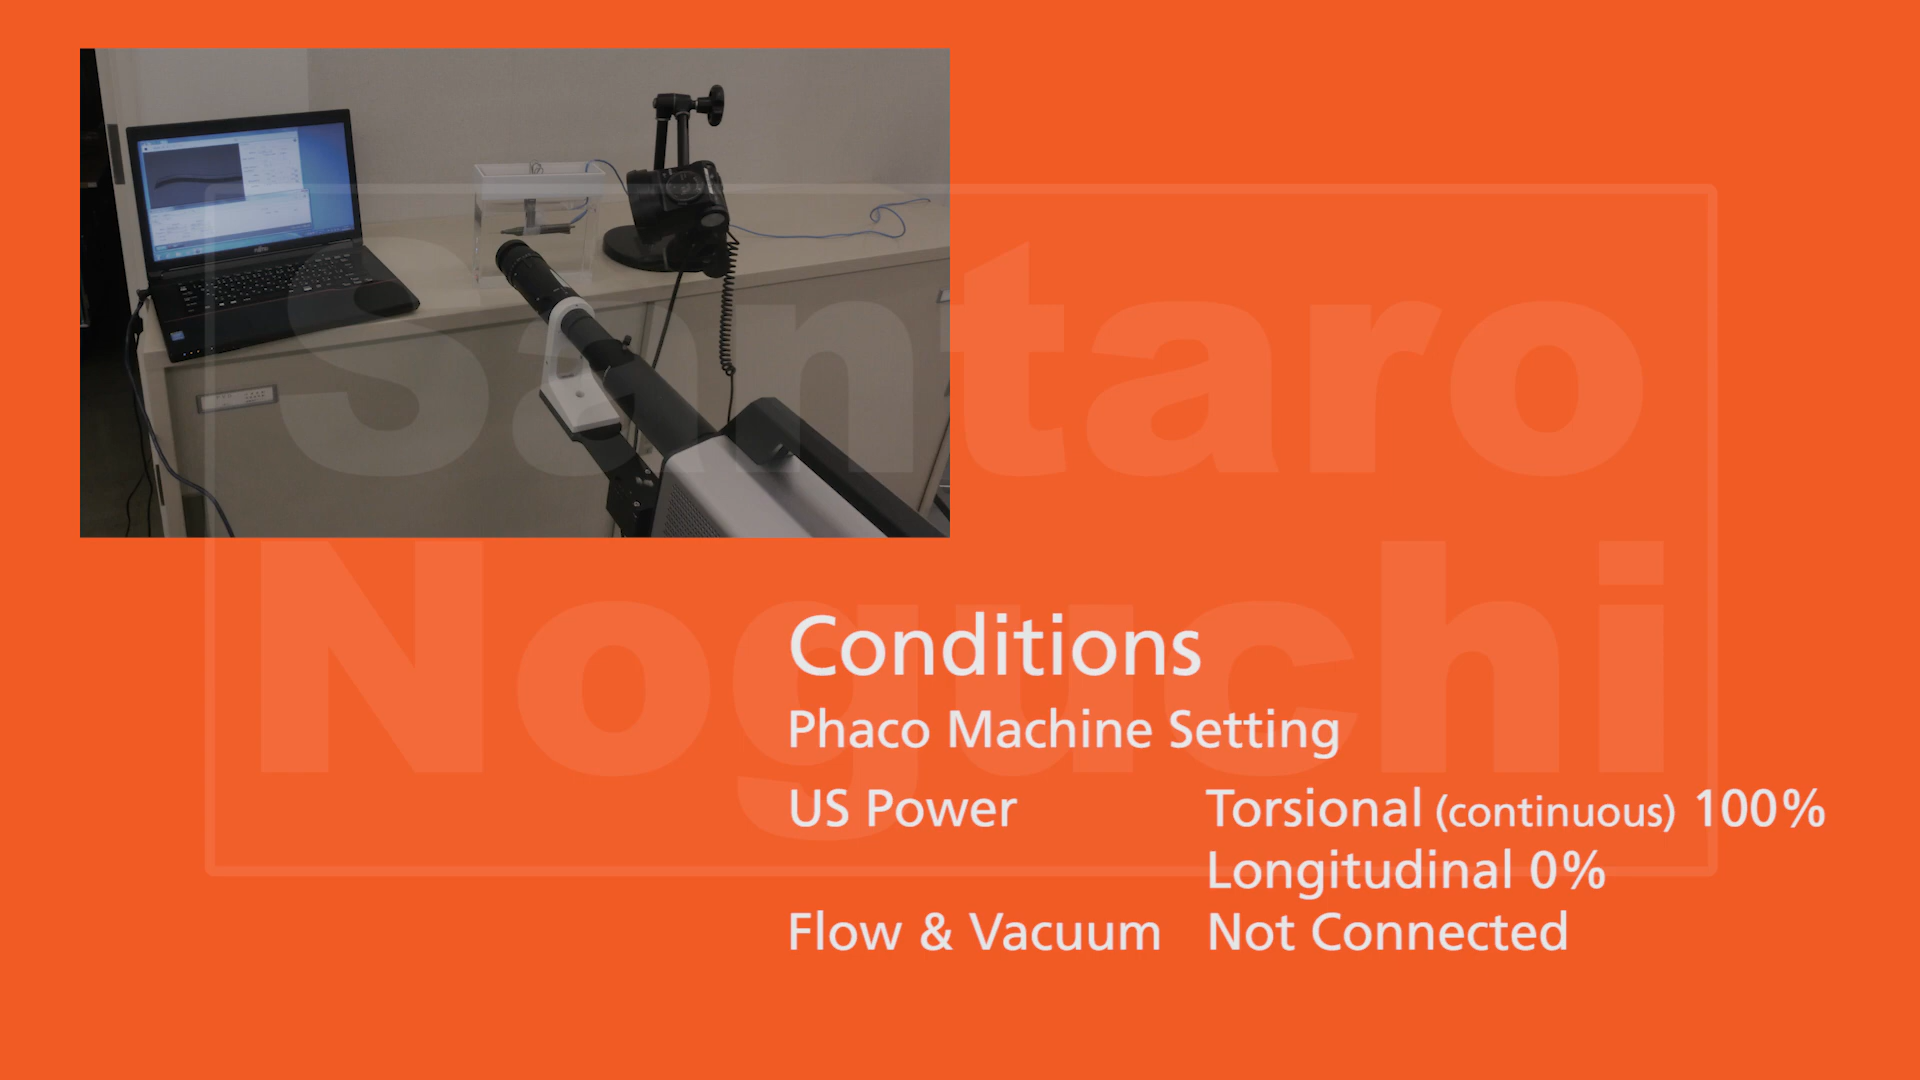 Santaro
Noguchi
Conditions
Phaco Machine Setting
US Power Torsional (continuous) 100%
Longitudinal 0%
Flow & Vacuum Not Connected